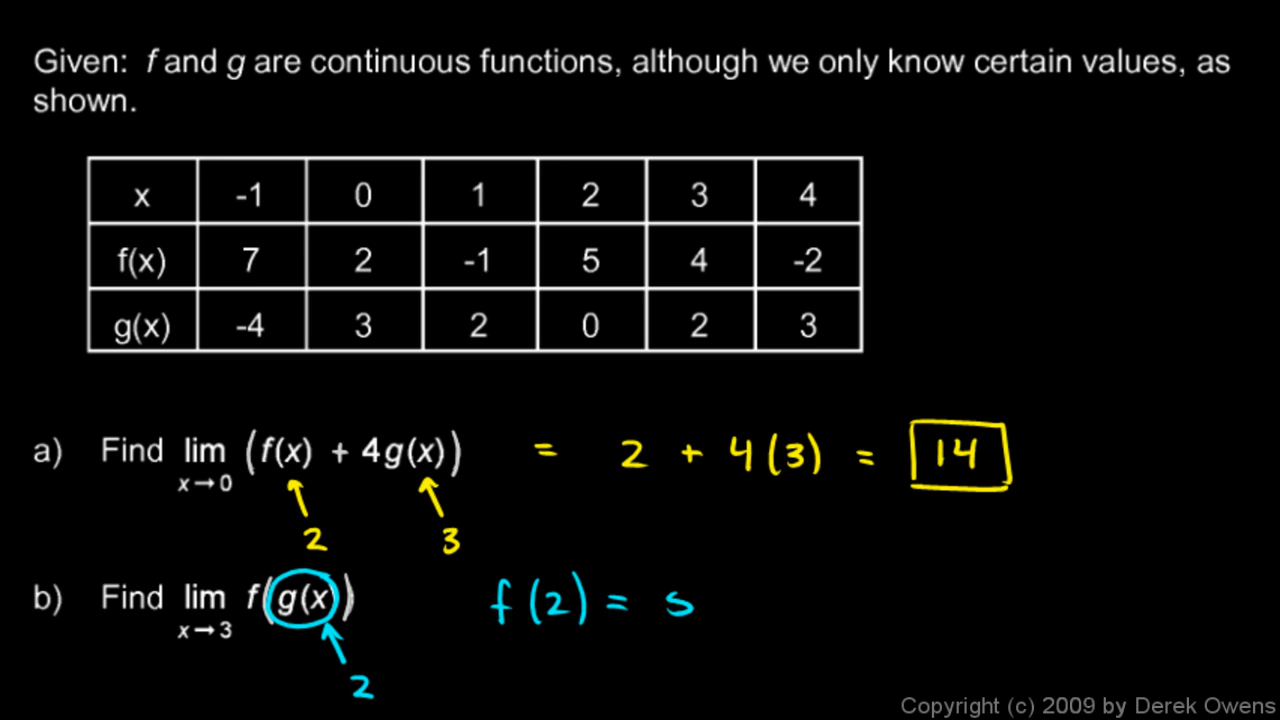 Given: f and g are continuous functions, although we only know certain values, as
shown.
x -1 0 1 2 3 4
f(x) 7 2 -1 5 4 -2
g(x) -4 3 2 0 2 3
a) Find lim (f(x) + 4g(x)) = 2 + 4(3) = 14
x→0
2 3
b) Find lim f(g(x)) f(2) = 5
x→3
2
Copyright (c) 2009 by Derek Owens